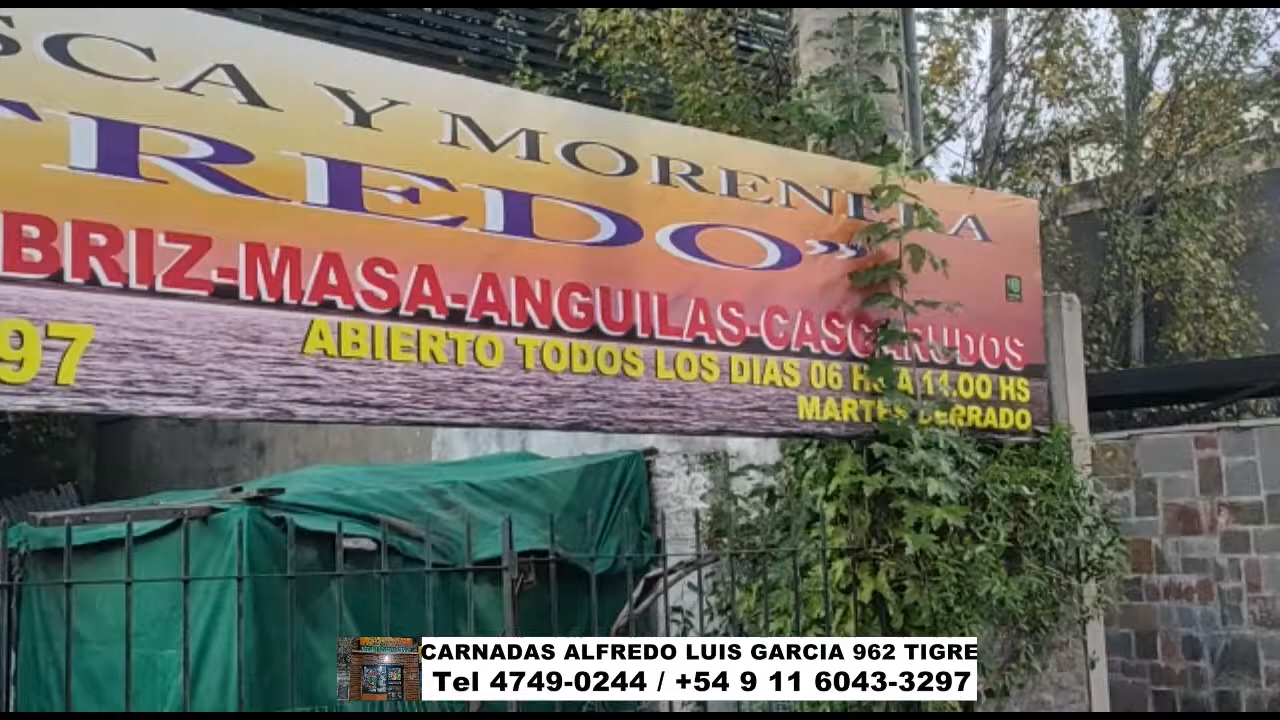 SCA Y MORENITA
FREDO”
BRIZ-MASA-ANGUILAS-CASCARUDOS
97
ABIERTO TODOS LOS DIAS 06 HS A 14.00 HS
MARTES CERRADO
CARNADAS ALFREDO LUIS GARCIA 962 TIGRE
Tel 4749-0244 / +54 9 11 6043-3297